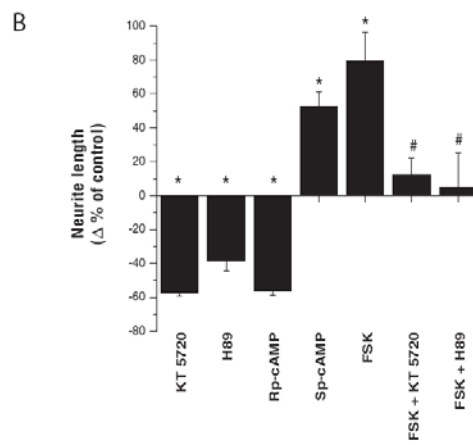 B
Neurite length
(Δ % of control)
100
80
60
40
20
0
-20
-40
-60
-80
*
*
*
*
*
#
#
KT 5720
H89
Rp-cAMP
Sp-cAMP
FSK
FSK + KT 5720
FSK + H89